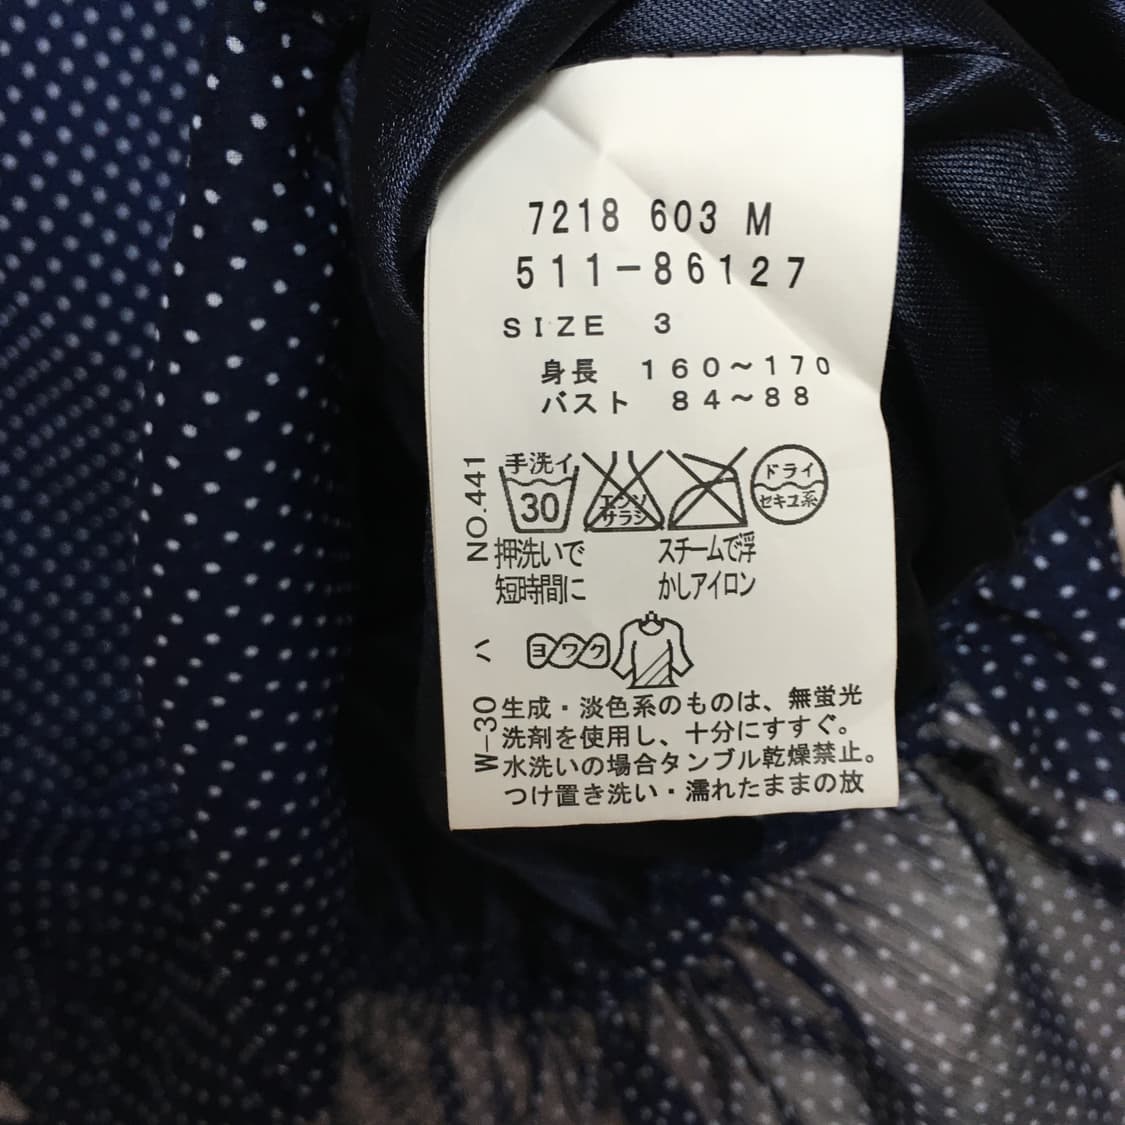 7218 603 M
511-86127
SIZE 3
身長 160~170
バスト 84~88
NO.441
手洗イ
30
エンソ
サラシ
ドライ
セキユ系
押洗いで
短時間に
スチームで浮
かしアイロン
ヨワク
W-30 ハ
生成・淡色系のものは、無蛍光
洗剤を使用し、十分にすすぐ。
水洗いの場合タンブル乾燥禁止。
つけ置き洗い・濡れたままの放